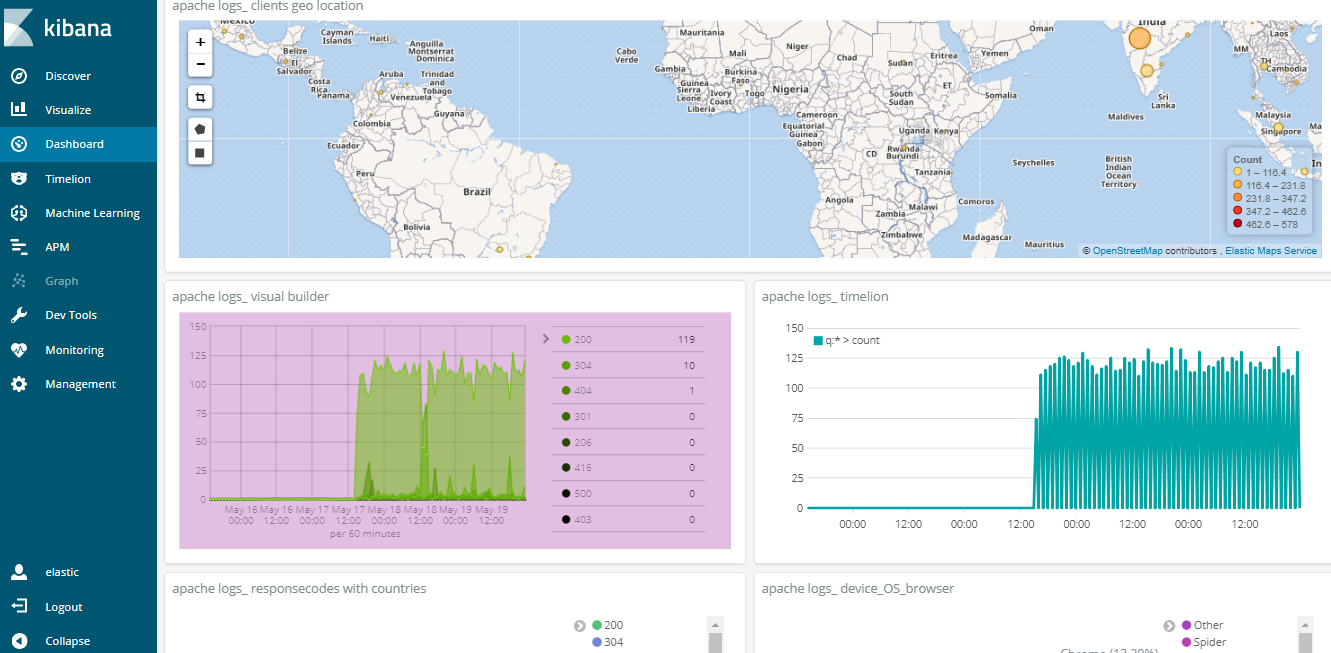 kibana
Discover
Visualize
Dashboard
Timelion
Machine Learning
APM
Graph
Dev Tools
Monitoring
Management
elastic
Logout
Collapse
apache logs_ clients geo location
+
−
Cayman Islands
Haiti
Belize
El Salvador
Costa Rica
Panama
Anguilla
Montserrat
Dominica
Aruba
Trinidad and Tobago
Venezuela
Guyana
Colombia
Ecuador
Peru
Brazil
Bolivia
Cabo Verde
Mauritania
Mali
Niger
Chad
Sudan
Eritrea
Yemen
Oman
Gambia
Guinea
Sierra Leone
Liberia
Ivory Coast
Burkina Faso
Togo
Nigeria
Cameroon
Equatorial Guinea
Gabon
South Sudan
ET
Somalia
Uganda
Kenya
CD
Rwanda
Burundi
Tanzania
Angola
Zambia
Malawi
Zimbabwe
Comoros
Madagascar
Mauritius
Seychelles
British Indian Ocean Territory
Maldives
Sri Lanka
India
MM
Laos
TH
Cambodia
Malaysia
Singapore
Count
1 – 116.4
116.4 – 231.8
231.8 – 347.2
347.2 – 462.6
462.6 – 578
© OpenStreetMap contributors , Elastic Maps Service
apache logs_ visual builder
150
125
100
75
50
25
0
May 16 May 16 May 17 May 17 May 18 May 18 May 19 May 19
00:00 12:00 00:00 12:00 00:00 12:00 00:00 12:00
per 60 minutes
200 119
304 10
404 1
301 0
206 0
416 0
500 0
403 0
apache logs_ timelion
q:* > count
150
125
100
75
50
25
0
00:00 12:00 00:00 12:00 00:00 12:00 00:00 12:00
apache logs_ responsecodes with countries
200
304
apache logs_ device_OS_browser
Other
Spider